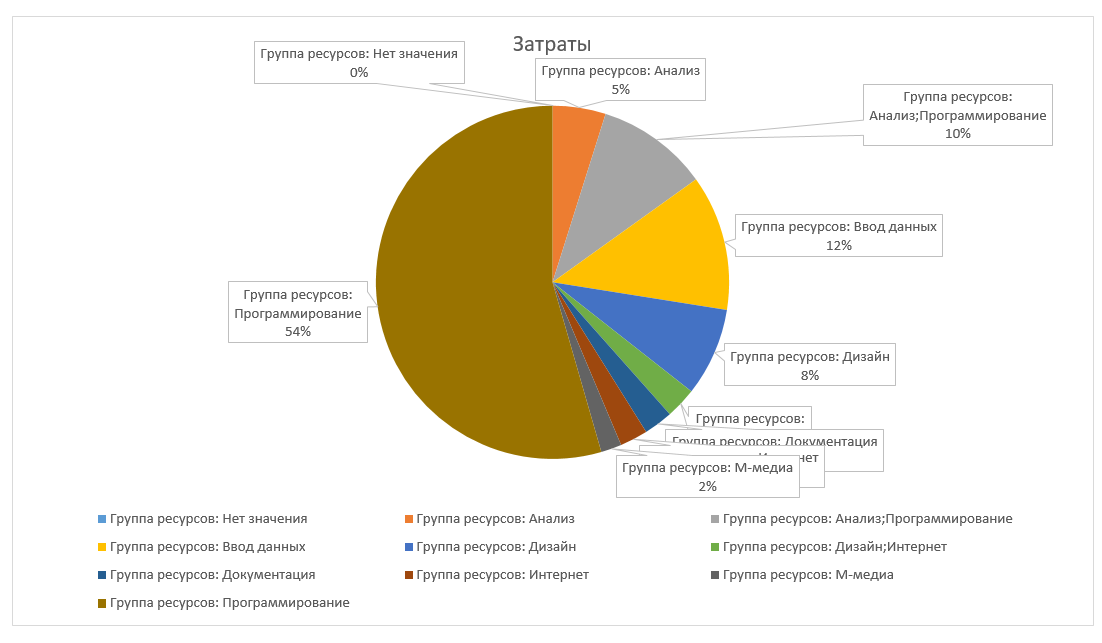 Затраты
Группа ресурсов: Нет значения
0%
Группа ресурсов: Анализ
5%
Группа ресурсов:
Анализ;Программирование
10%
Группа ресурсов: Ввод данных
12%
Группа ресурсов:
Программирование
54%
Группа ресурсов: Дизайн
8%
Группа ресурсов:
Группа ресурсов: Документация
Группа ресурсов: М-медиа
2%
Группа ресурсов: Нет значения
Группа ресурсов: Анализ
Группа ресурсов: Анализ;Программирование
Группа ресурсов: Ввод данных
Группа ресурсов: Дизайн
Группа ресурсов: Дизайн;Интернет
Группа ресурсов: Документация
Группа ресурсов: Интернет
Группа ресурсов: М-медиа
Группа ресурсов: Программирование